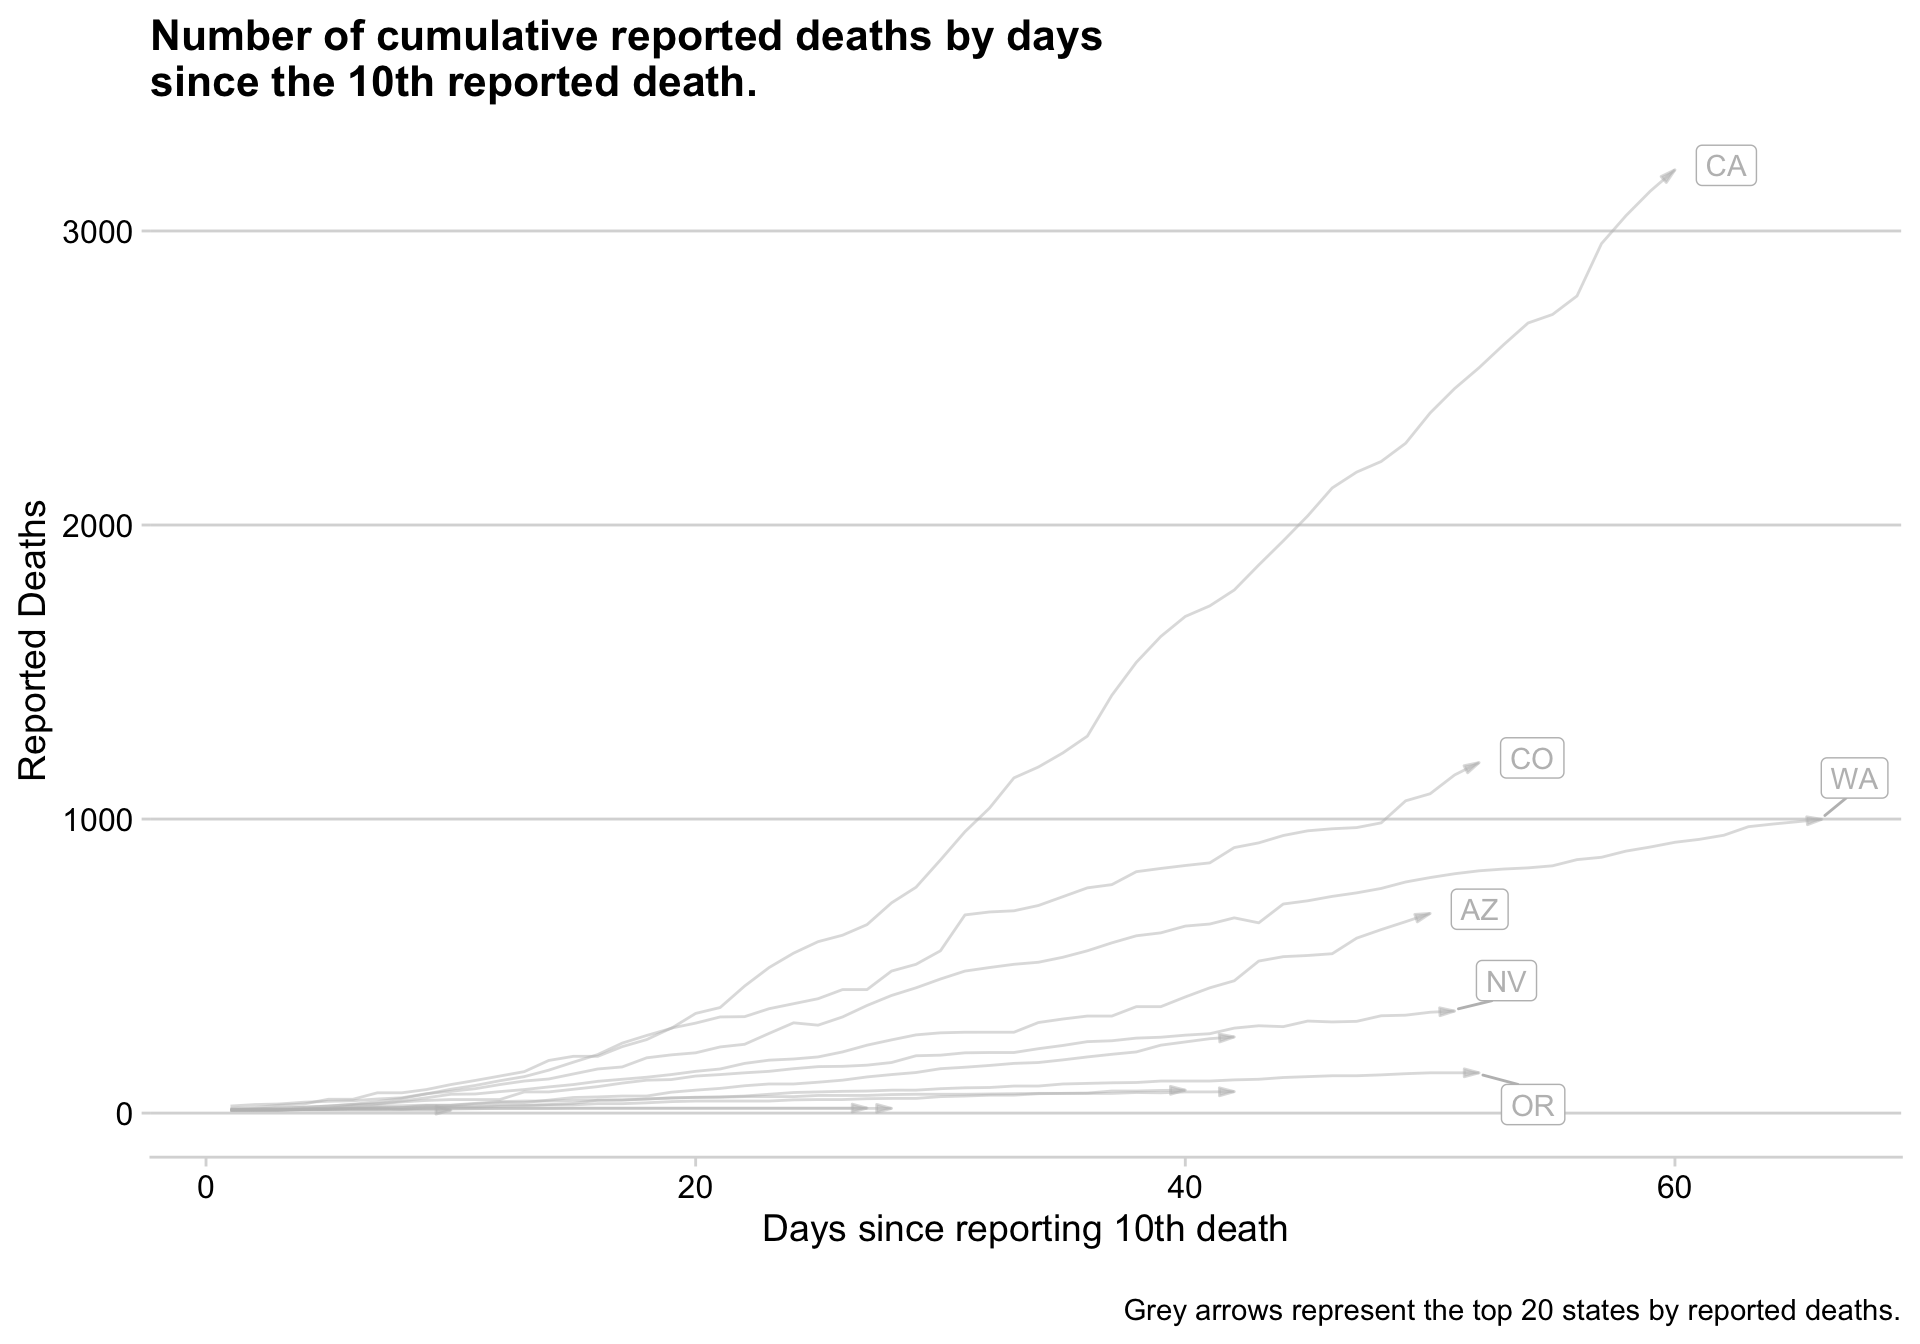 Number of cumulative reported deaths by days
since the 10th reported death.
CA
3000
2000
CO
WA
1000
AZ
NV
OR
0
Reported Deaths
0 20 40 60
Days since reporting 10th death
Grey arrows represent the top 20 states by reported deaths.